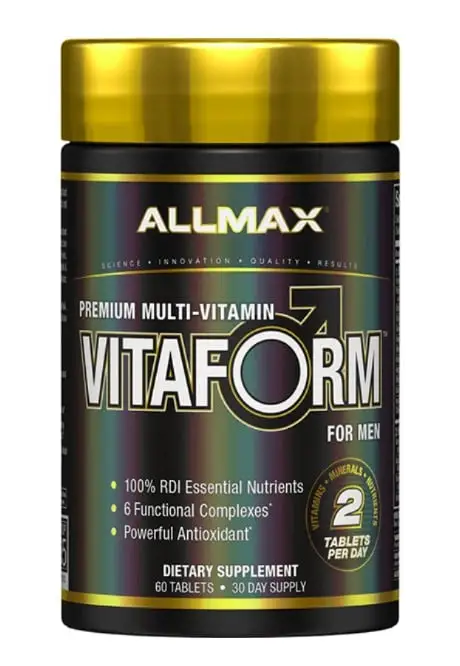 ALLMAX
SCIENCE • INNOVATION • QUALITY • RESULTS
PREMIUM MULTI-VITAMIN
VITAFORM™
FOR MEN
• 100% RDI Essential Nutrients
• 6 Functional Complexes*
• Powerful Antioxidant*
VITAMINS • MINERALS • NUTRIENTS
2
TABLETS
PER DAY
DIETARY SUPPLEMENT
60 TABLETS • 30 DAY SUPPLY